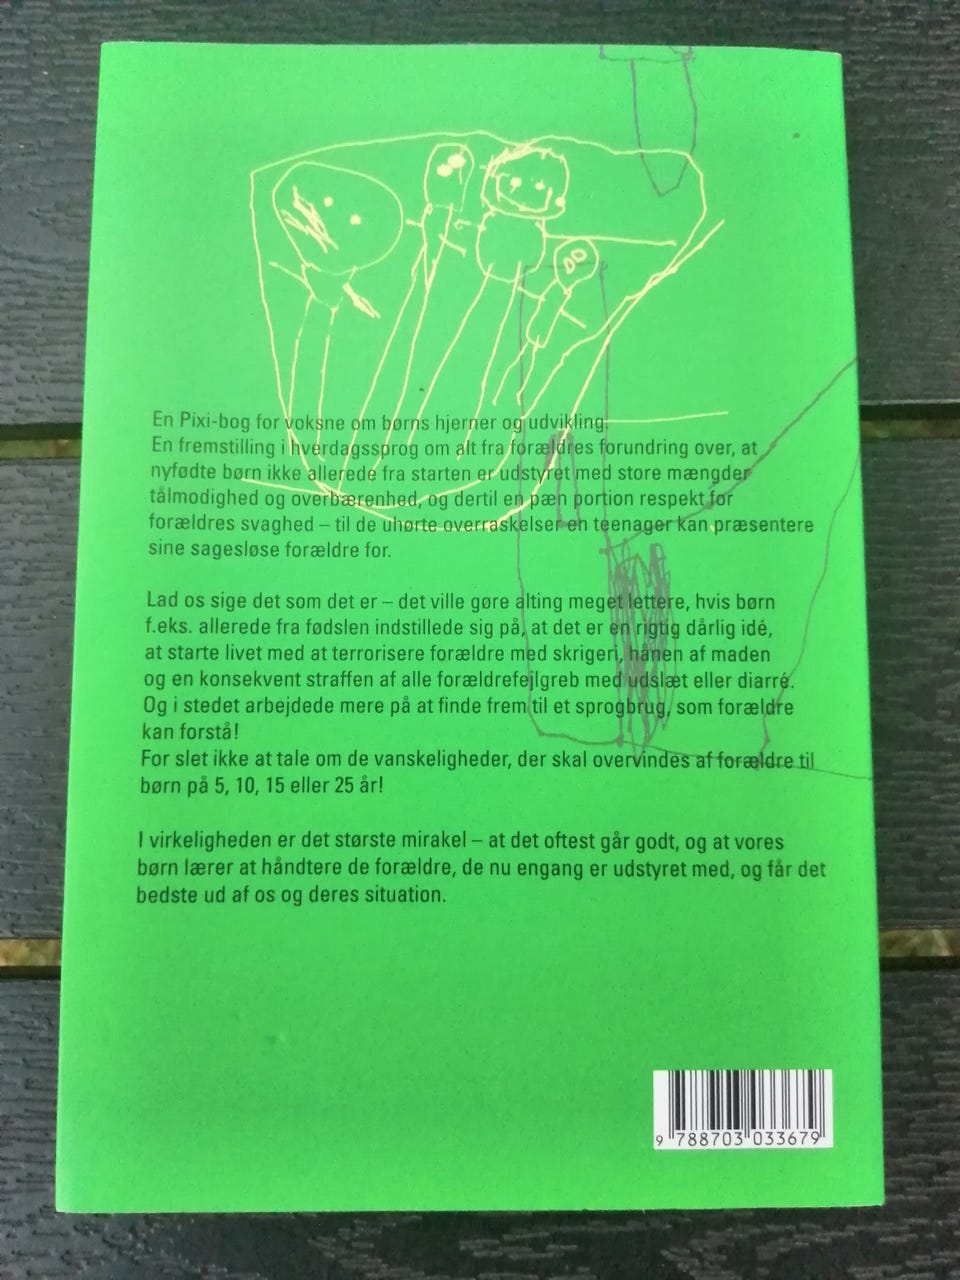 En Pixi-bog for voksne om børns hjerner og udvikling.
En fremstilling i hverdagssprog om alt fra forældres forundring over, at
nyfødte børn ikke allerede fra starten er udstyret med store mængder
tålmodighed og overbærenhed, og dertil en pæn portion respekt for
forældres svaghed – til de uhørte overraskelser en teenager kan præsentere
sine sagesløse forældre for.
Lad os sige det som det er – det ville gøre alting meget lettere, hvis børn
f.eks. allerede fra fødslen indstillede sig på, at det er en rigtig dårlig idé,
at starte livet med at terrorisere forældre med skrigeri, hånen af maden
og en konsekvent straffen af alle forældrefejlgreb med udslæt eller diarré.
Og i stedet arbejdede mere på at finde frem til et sprogbrug, som forældre
kan forstå!
For slet ikke at tale om de vanskeligheder, der skal overvindes af forældre til
børn på 5, 10, 15 eller 25 år!
I virkeligheden er det største mirakel – at det oftest går godt, og at vores
børn lærer at håndtere de forældre, de nu engang er udstyret med, og får det
bedste ud af os og deres situation.
9 788703 033679